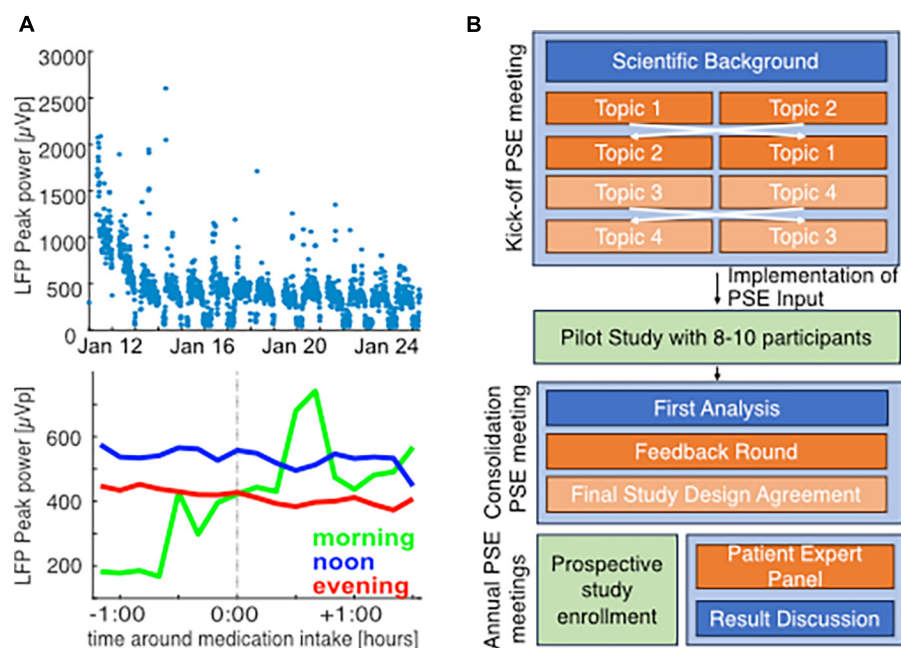 A
LFP Peak power [µVp]
3000
2500
2000
1500
1000
500
0
Jan 12 Jan 16 Jan 20 Jan 24
LFP Peak power [µVp]
600
400
200
morning
noon
evening
-1:00 0:00 +1:00
time around medication intake [hours]
B
Kick-off PSE meeting
Scientific Background
Topic 1 Topic 2
Topic 2 Topic 1
Topic 3 Topic 4
Topic 4 Topic 3
Implementation of
PSE Input
Pilot Study with 8-10 participants
Consolidation
PSE meeting
First Analysis
Feedback Round
Final Study Design Agreement
Annual PSE
meetings
Prospective
study
enrollment
Patient Expert
Panel
Result Discussion